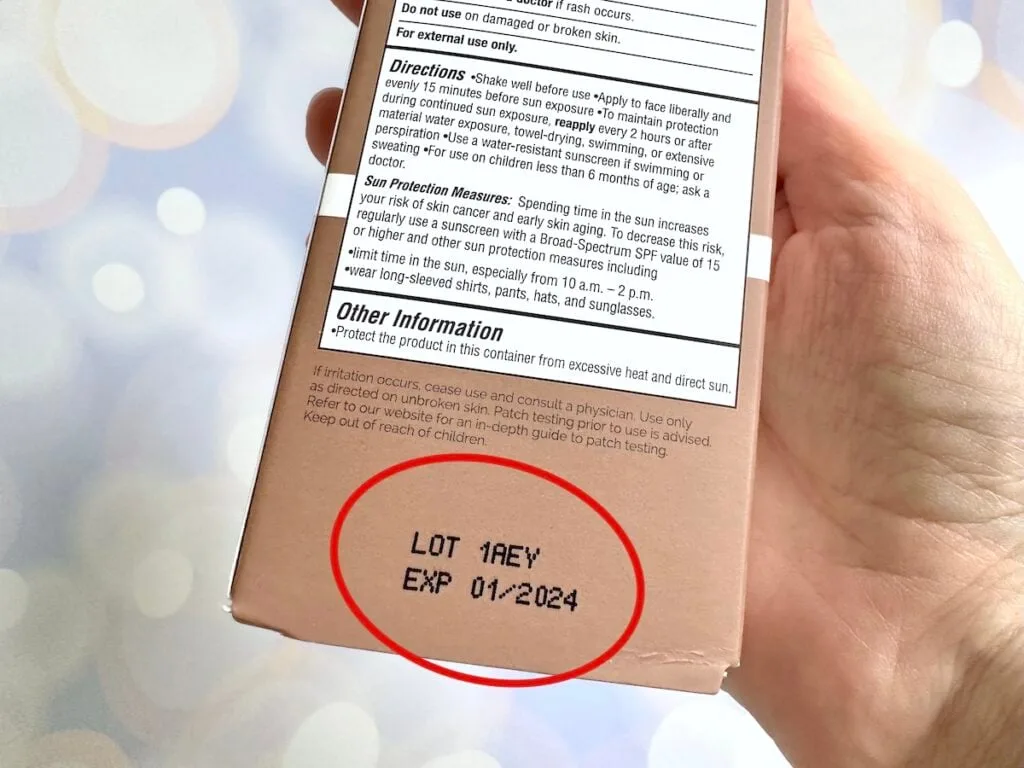 doctor if rash occurs.
Do not use on damaged or broken skin.
For external use only.
Directions •Shake well before use •Apply to face liberally and
evenly 15 minutes before sun exposure •To maintain protection
during continued sun exposure, reapply every 2 hours or after
material water exposure, towel-drying, swimming, or extensive
perspiration •Use a water-resistant sunscreen if swimming or
sweating •For use on children less than 6 months of age; ask a
doctor.
Sun Protection Measures: Spending time in the sun increases
your risk of skin cancer and early skin aging. To decrease this risk,
regularly use a sunscreen with a Broad-Spectrum SPF value of 15
or higher and other sun protection measures including
•limit time in the sun, especially from 10 a.m. – 2 p.m.
•wear long-sleeved shirts, pants, hats, and sunglasses.
Other Information
•Protect the product in this container from excessive heat and direct sun.
If irritation occurs, cease use and consult a physician. Use only
as directed on unbroken skin. Patch testing prior to use is advised.
Refer to our website for an in-depth guide to patch testing.
Keep out of reach of children.
LOT 1AEY
EXP 01/2024